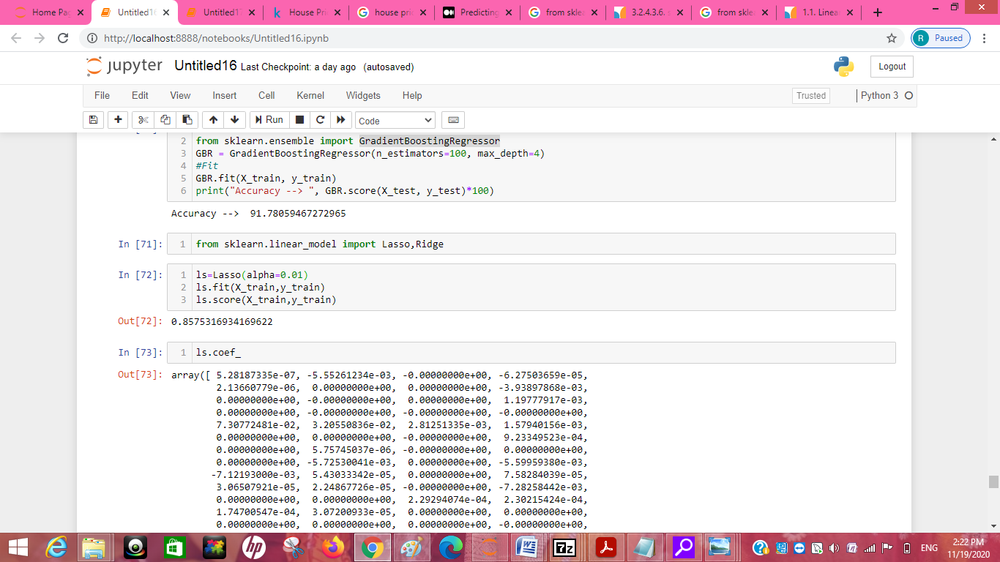 Home Pag
Untitled16
Untitled17
House Pri
house pric
Predicting
from skle
3.2.4.3.6. s
from skle
1.1. Linea
http://localhost:8888/notebooks/Untitled16.ipynb
R Paused
jupyter Untitled16 Last Checkpoint: a day ago (autosaved)
Logout
File Edit View Insert Cell Kernel Widgets Help
Trusted
Python 3
Run
Code
2 from sklearn.ensemble import GradientBoostingRegressor
3 GBR = GradientBoostingRegressor(n_estimators=100, max_depth=4)
4 #Fit
5 GBR.fit(X_train, y_train)
6 print("Accuracy --> ", GBR.score(X_test, y_test)*100)
Accuracy --> 91.78059467272965
In [71]: 1 from sklearn.linear_model import Lasso,Ridge
In [72]: 1 ls=Lasso(alpha=0.01)
2 ls.fit(X_train,y_train)
3 ls.score(X_train,y_train)
Out[72]: 0.8575316934169622
In [73]: 1 ls.coef_
Out[73]: array([ 5.28187335e-07, -5.55261234e-03, -0.00000000e+00, -6.27503659e-05,
2.13660779e-06, 0.00000000e+00, 0.00000000e+00, -3.93897868e-03,
0.00000000e+00, -0.00000000e+00, 0.00000000e+00, 1.19777917e-03,
0.00000000e+00, -0.00000000e+00, -0.00000000e+00, -0.00000000e+00,
7.30772481e-02, 3.20550836e-02, 2.81251335e-03, 1.57940156e-03,
0.00000000e+00, 0.00000000e+00, -0.00000000e+00, 9.23349523e-04,
0.00000000e+00, 5.75745037e-06, -0.00000000e+00, 0.00000000e+00,
0.00000000e+00, -5.72530041e-03, 0.00000000e+00, -5.59959380e-03,
-7.12193000e-03, 5.43033342e-05, 0.00000000e+00, 7.58284039e-05,
3.06507921e-05, 2.24867726e-05, -0.00000000e+00, -7.28258442e-03,
0.00000000e+00, 0.00000000e+00, 2.29294074e-04, 2.30215424e-04,
1.74700547e-04, 3.07200933e-05, 0.00000000e+00, 0.00000000e+00,
0.00000000e+00, 0.00000000e+00, 0.00000000e+00, -0.00000000e+00,
ENG
2:22 PM
11/19/2020